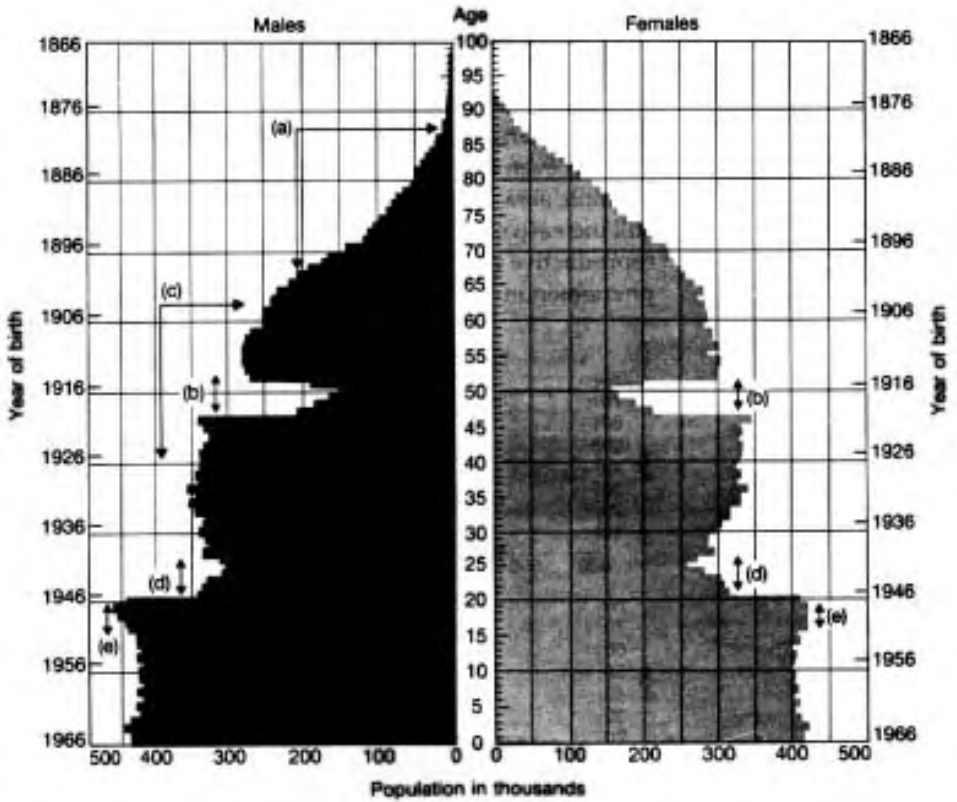 Males
Age
Females
1866
1876
1886
1896
1906
1916
1926
1936
1946
1956
1966
Year of birth
100
95
90
85
80
75
70
65
60
55
50
45
40
35
30
25
20
15
10
5
0
1866
1876
1886
1896
1906
1916
1926
1936
1946
1956
1966
Year of birth
(a)
(c)
(b)
(b)
(d)
(d)
(e)
(e)
500 400 300 200 100 0
0 100 200 300 400 500
Population in thousands